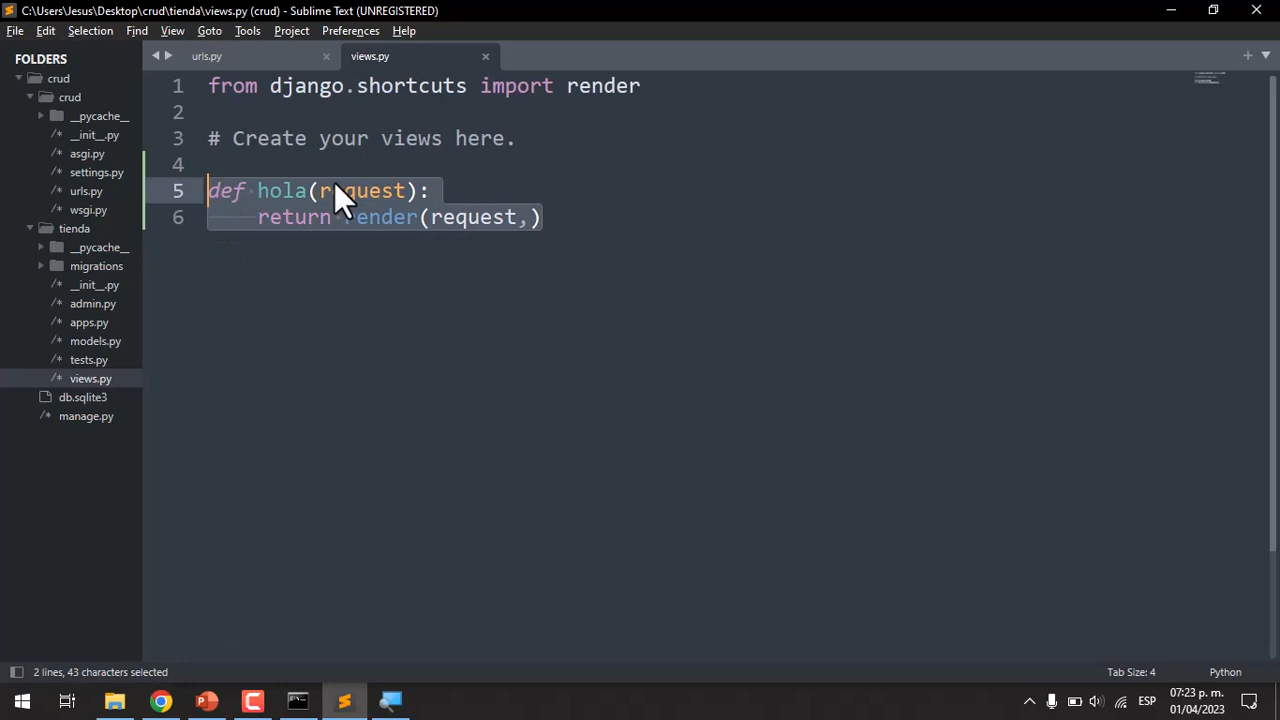 C:\Users\Jesus\Desktop\crud\tienda\views.py (crud) - Sublime Text (UNREGISTERED)
File Edit Selection Find View Goto Tools Project Preferences Help
FOLDERS
crud
crud
__pycache__
__init__.py
asgi.py
settings.py
urls.py
wsgi.py
tienda
__pycache__
migrations
__init__.py
admin.py
apps.py
models.py
tests.py
views.py
db.sqlite3
manage.py
urls.py
views.py
1 from django.shortcuts import render
2
3 # Create your views here.
4
5 def hola(request):
6 return render(request,)
2 lines, 43 characters selected
Tab Size: 4
Python
ESP
07:23 p. m.
01/04/2023